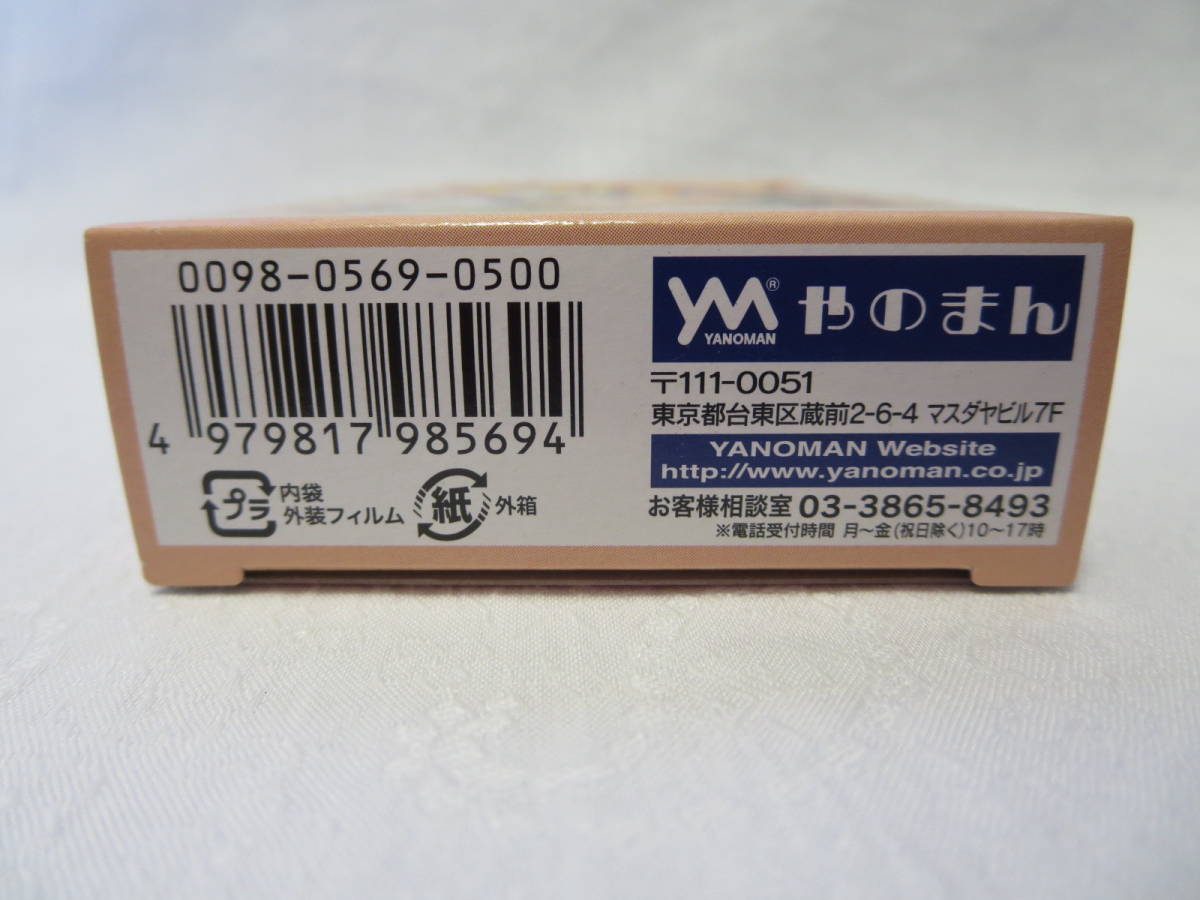 0098-0569-0500
4 979817 985694
プラ 内袋
外装フィルム
紙 外箱
YM® やのまん
YANOMAN
〒111-0051
東京都台東区蔵前2-6-4 マスダヤビル7F
YANOMAN Website
http://www.yanoman.co.jp
お客様相談室 03-3865-8493
※電話受付時間 月〜金(祝日除く)10〜17時